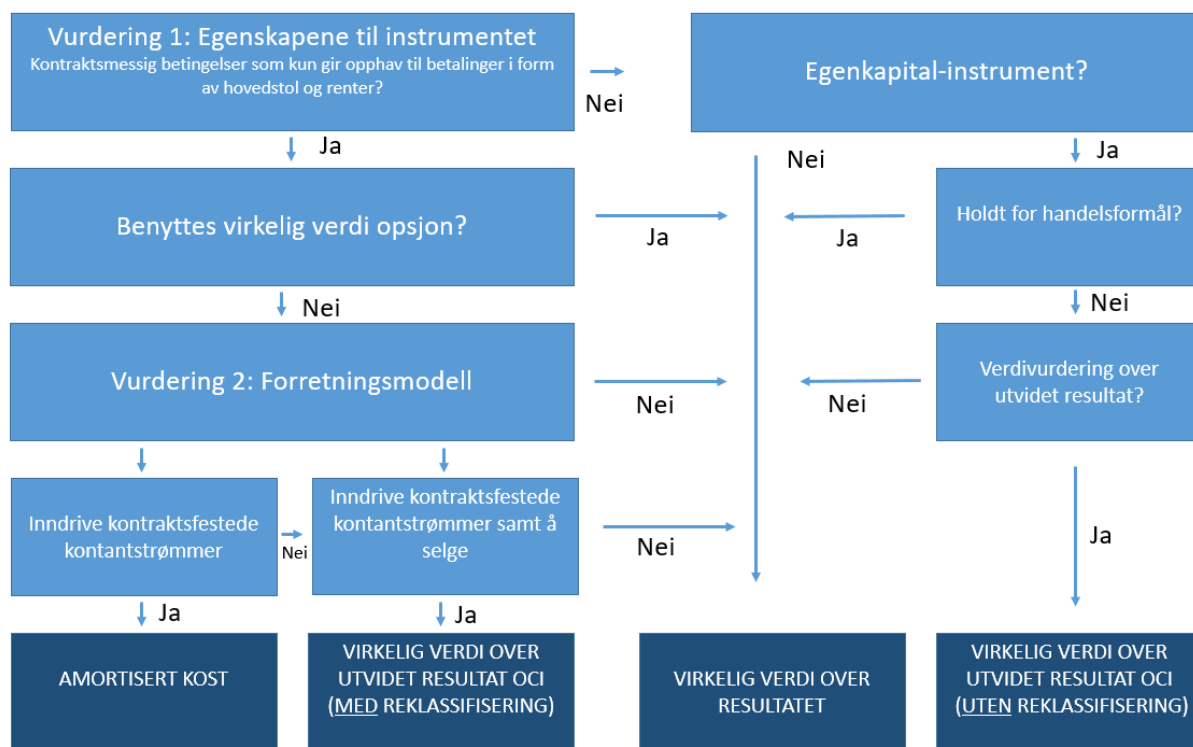 Vurdering 1: Egenskapene til instrumentet
Kontraktsmessig betingelser som kun gir opphav til betalinger i form
av hovedstol og renter?
Nei
Egenkapital-instrument?
Ja
Nei
Ja
Benyttes virkelig verdi opsjon?
Ja
Ja
Holdt for handelsformål?
Nei
Nei
Vurdering 2: Forretningsmodell
Nei
Nei
Verdivurdering over
utvidet resultat?
Inndrive kontraktsfestede
kontantstrømmer
Nei
Inndrive kontraktsfestede
kontantstrømmer samt å
selge
Nei
Ja
Ja
Ja
AMORTISERT KOST
VIRKELIG VERDI OVER
UTVIDET RESULTAT OCI
(MED REKLASSIFISERING)
VIRKELIG VERDI OVER
RESULTATET
VIRKELIG VERDI OVER
UTVIDET RESULTAT OCI
(UTEN REKLASSIFISERING)